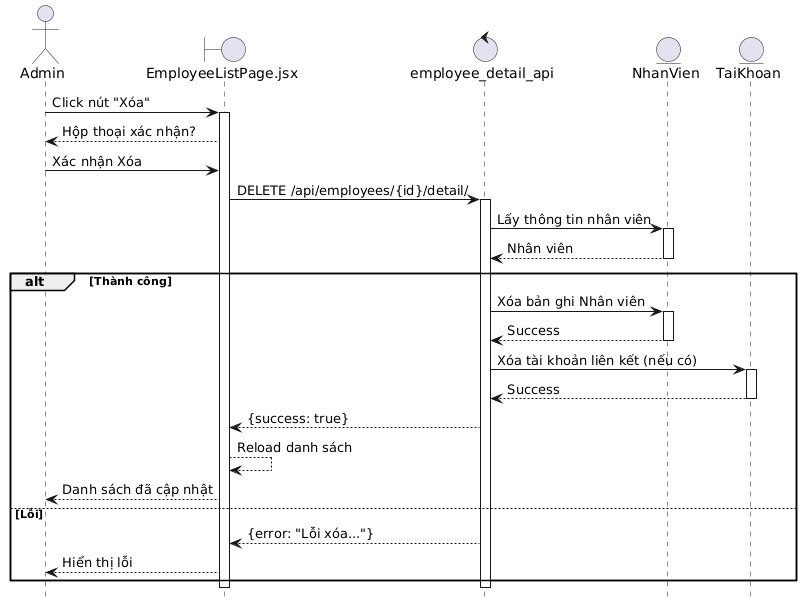 Admin
EmployeeListPage.jsx
employee_detail_api
NhanVien
TaiKhoan
Click nút "Xóa"
Hộp thoại xác nhận?
Xác nhận Xóa
DELETE /api/employees/{id}/detail/
Lấy thông tin nhân viên
Nhân viên
alt [Thành công]
Xóa bản ghi Nhân viên
Success
Xóa tài khoản liên kết (nếu có)
Success
{success: true}
Reload danh sách
Danh sách đã cập nhật
[Lỗi]
{error: "Lỗi xóa..."}
Hiển thị lỗi